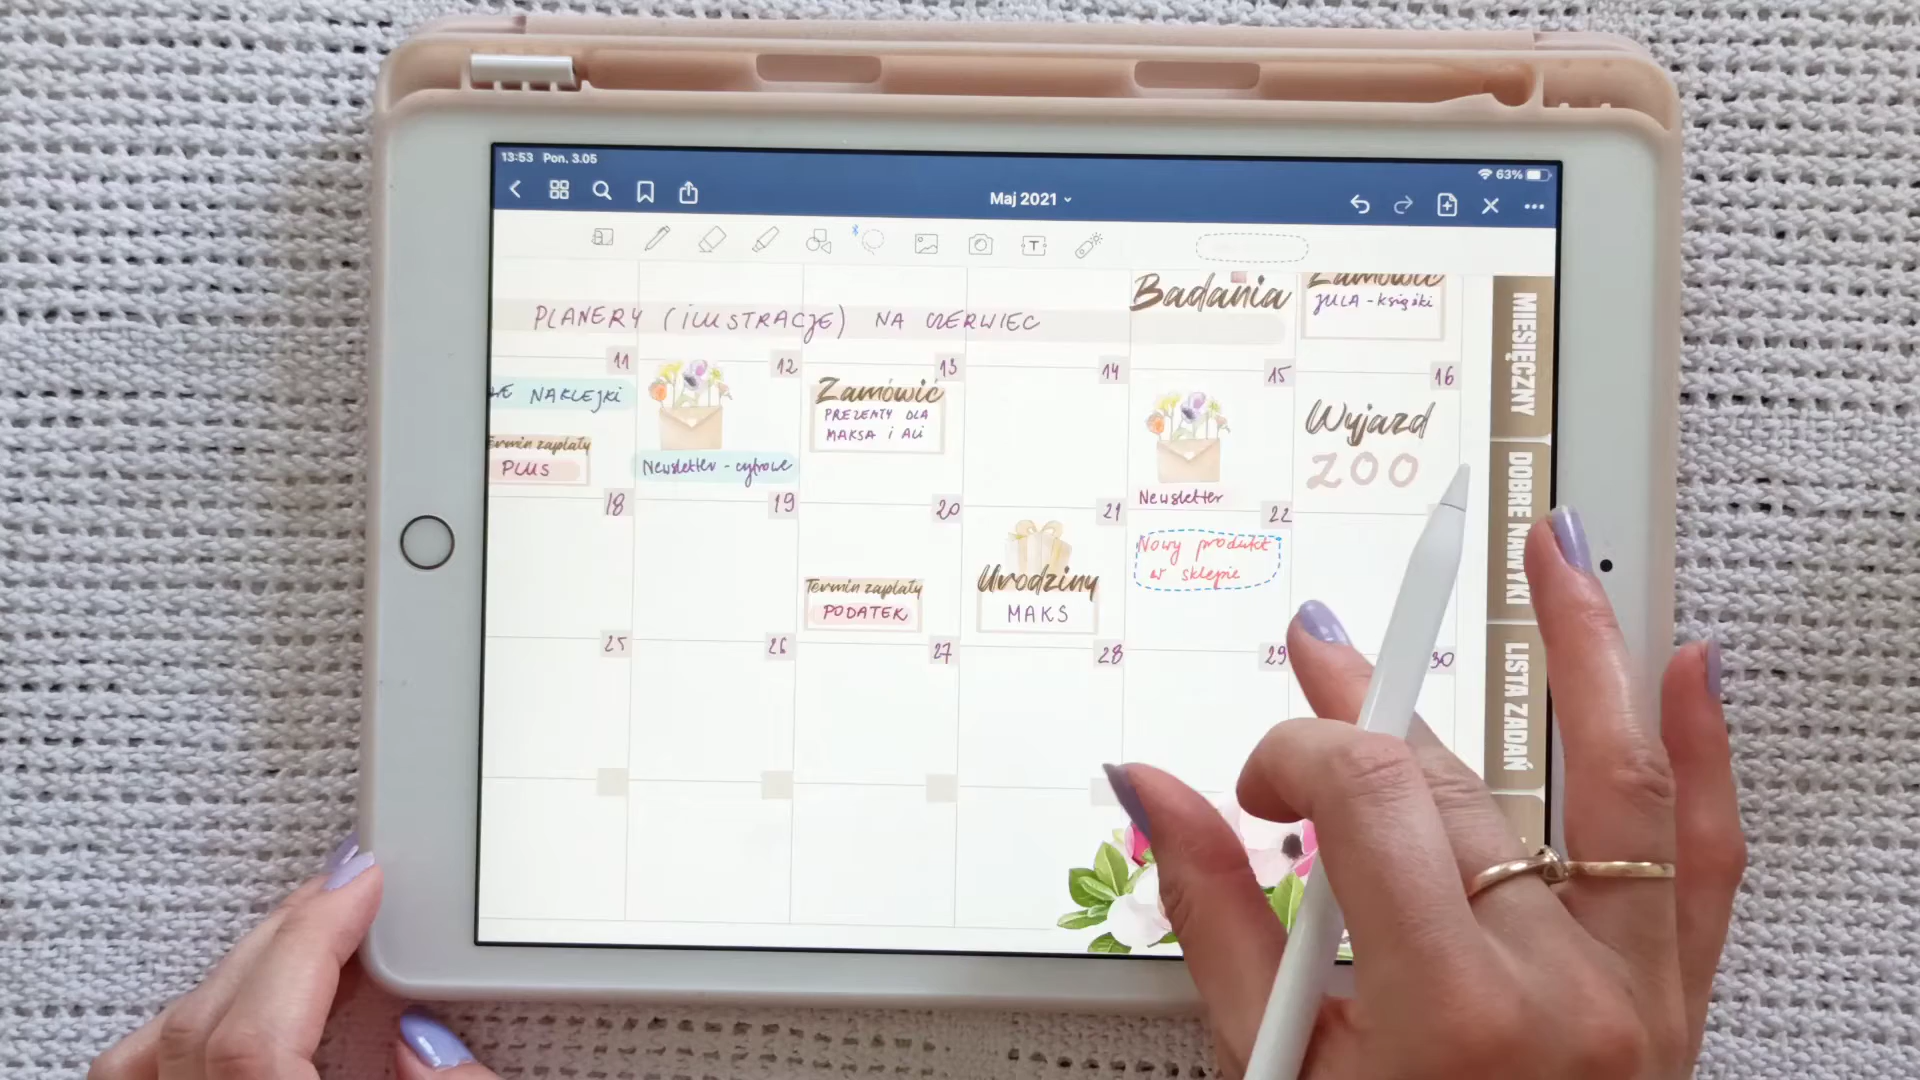 13:53 Pon. 3.05
63%
Maj 2021
T
Badania
Zamówić
JULA - książki
PLANERY (ILUSTRACJE) NA CZERWIEC
11
12
13
14
15
16
NAKLEJKI
Termin zapłaty
PLUS
Newsletter - cyfrowe
Zamówić
PREZENTY DLA
MAKSA i ALI
Newsletter
Wyjazd
ZOO
18
19
20
21
22
Termin zapłaty
PODATEK
Urodziny
MAKS
Nowy produkt
w sklepie
25
26
27
28
29
30
MIESIĘCZNY
DOBRE NAWYKI
LISTA ZADAŃ